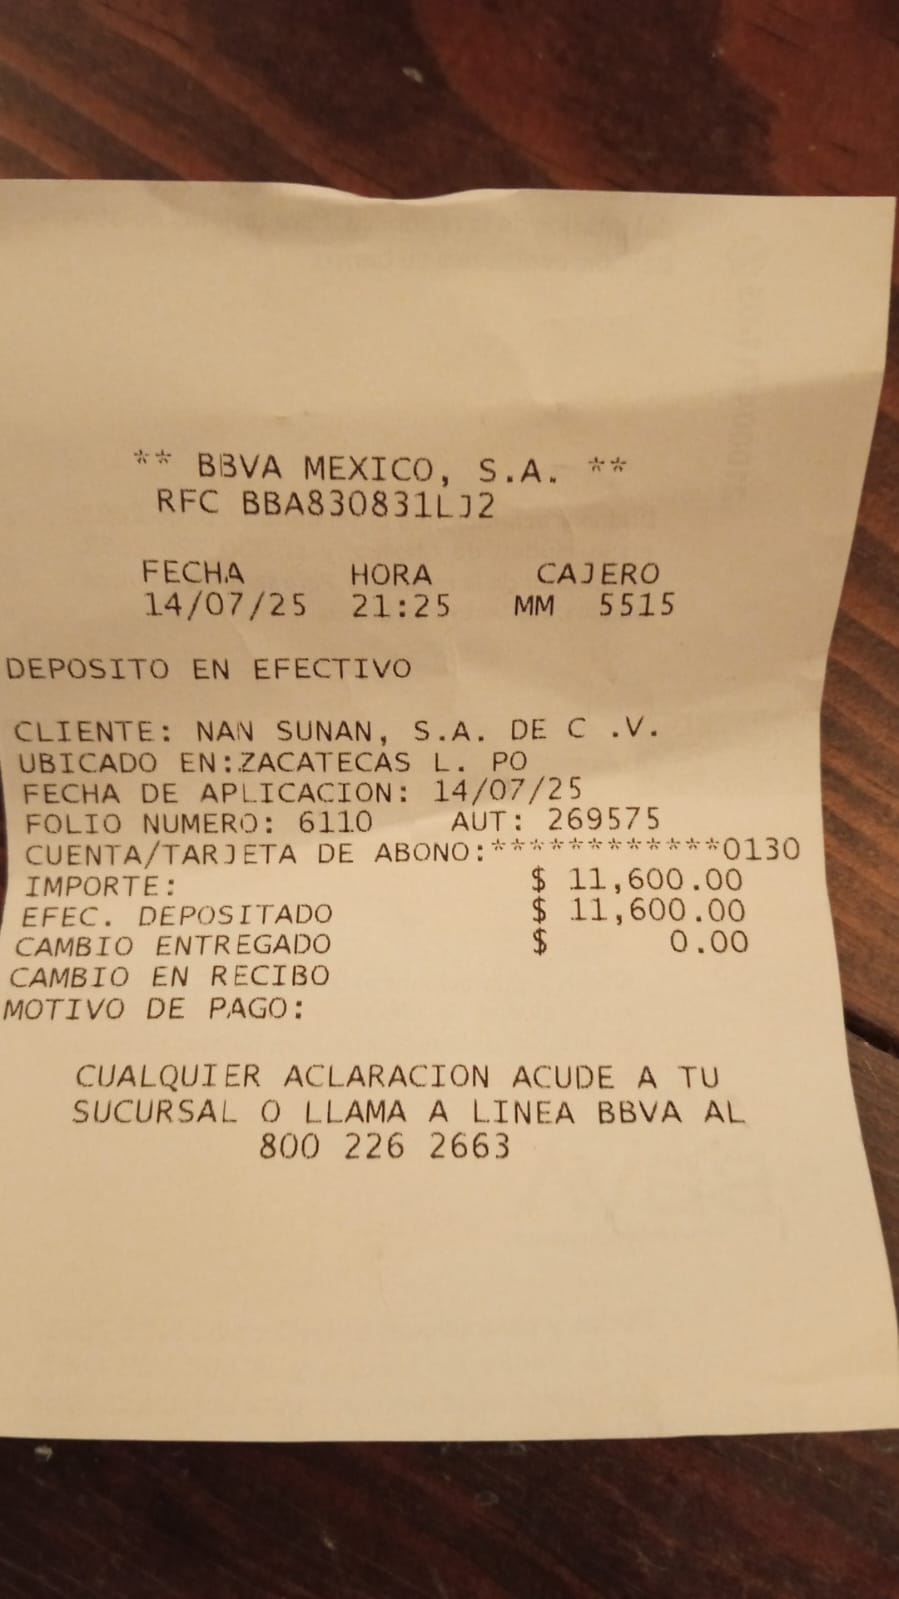 ** BBVA MEXICO, S.A. **
RFC BBA830831LJ2
FECHA HORA CAJERO
14/07/25 21:25 MM 5515
DEPOSITO EN EFECTIVO
CLIENTE: NAN SUNAN, S.A. DE C .V.
UBICADO EN:ZACATECAS L. PO
FECHA DE APLICACION: 14/07/25
FOLIO NUMERO: 6110 AUT: 269575
CUENTA/TARJETA DE ABONO:************0130
IMPORTE: $ 11,600.00
EFEC. DEPOSITADO $ 11,600.00
CAMBIO ENTREGADO $ 0.00
CAMBIO EN RECIBO
MOTIVO DE PAGO:
CUALQUIER ACLARACION ACUDE A TU
SUCURSAL O LLAMA A LINEA BBVA AL
800 226 2663